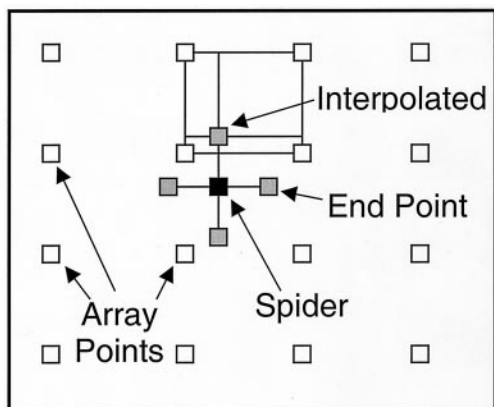 Interpolated
End Point
Spider
Array
Points